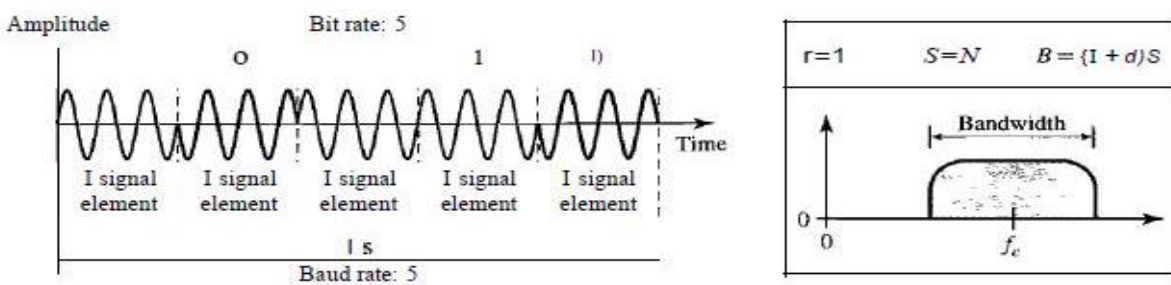 Amplitude Bit rate: 5
O 1 I)
Time
I signal element I signal element I signal element I signal element I signal element
I s
Baud rate: 5
r=1 S=N B={I + d)S
Bandwidth
0
0 f_c